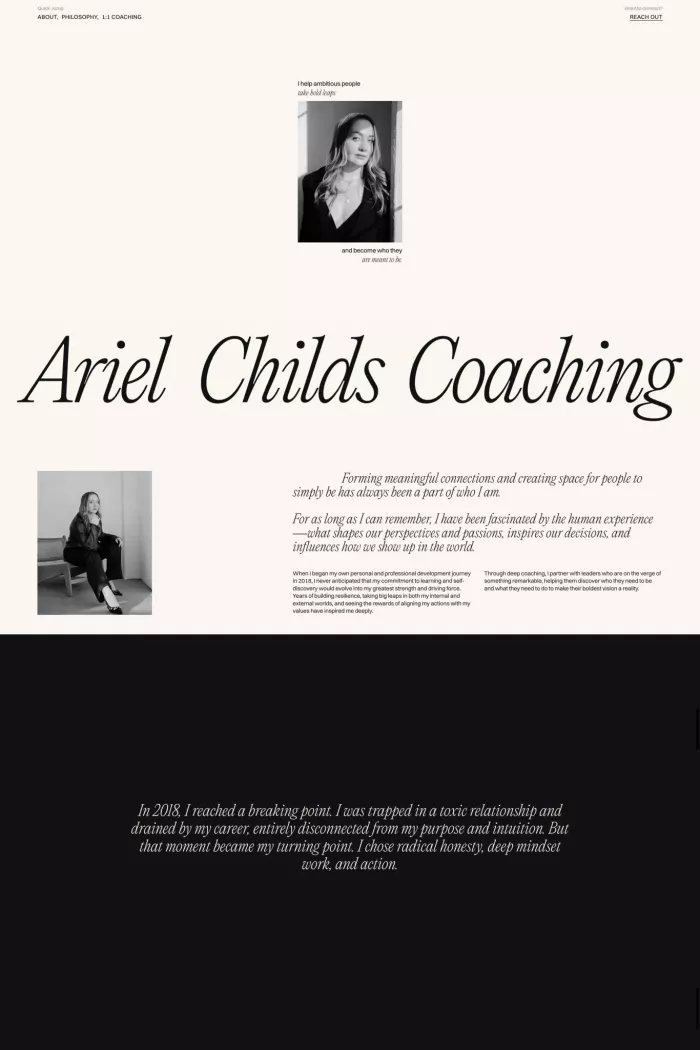 Quick Jump
ABOUT, PHILOSOPHY, 1:1 COACHING
REACH OUT
I help ambitious people
take bold leaps
and become who they
are meant to be.
Ariel Childs Coaching
Forming meaningful connections and creating space for people to
simply be has always been a part of who I am.
For as long as I can remember, I have been fascinated by the human experience
—what shapes our perspectives and passions, inspires our decisions, and
influences how we show up in the world.
When I began my own personal and professional development journey
in 2018, I never anticipated that my commitment to learning and self-
discovery would evolve into my greatest strength and driving force.
Years of building resilience, taking big leaps in both my internal and
external worlds, and seeing the rewards of aligning my actions with my
values have inspired me deeply.
Through deep coaching, I partner with leaders who are on the verge of
something remarkable, helping them discover who they need to be
and what they need to do to make their boldest vision a reality.
In 2018, I reached a breaking point. I was trapped in a toxic relationship and
drained by my career, entirely disconnected from my purpose and intuition. But
that moment became my turning point. I chose radical honesty, deep mindset
work, and action.